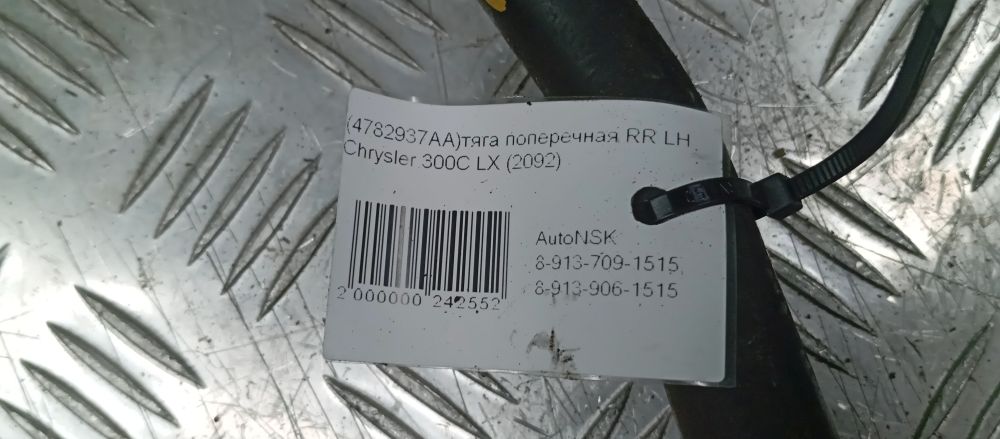 (4782937AA)тяга поперечная RR LH
Chrysler 300C LX (2092)
AutoNSK
8-913-709-1515
8-913-906-1515
2 000000 242552